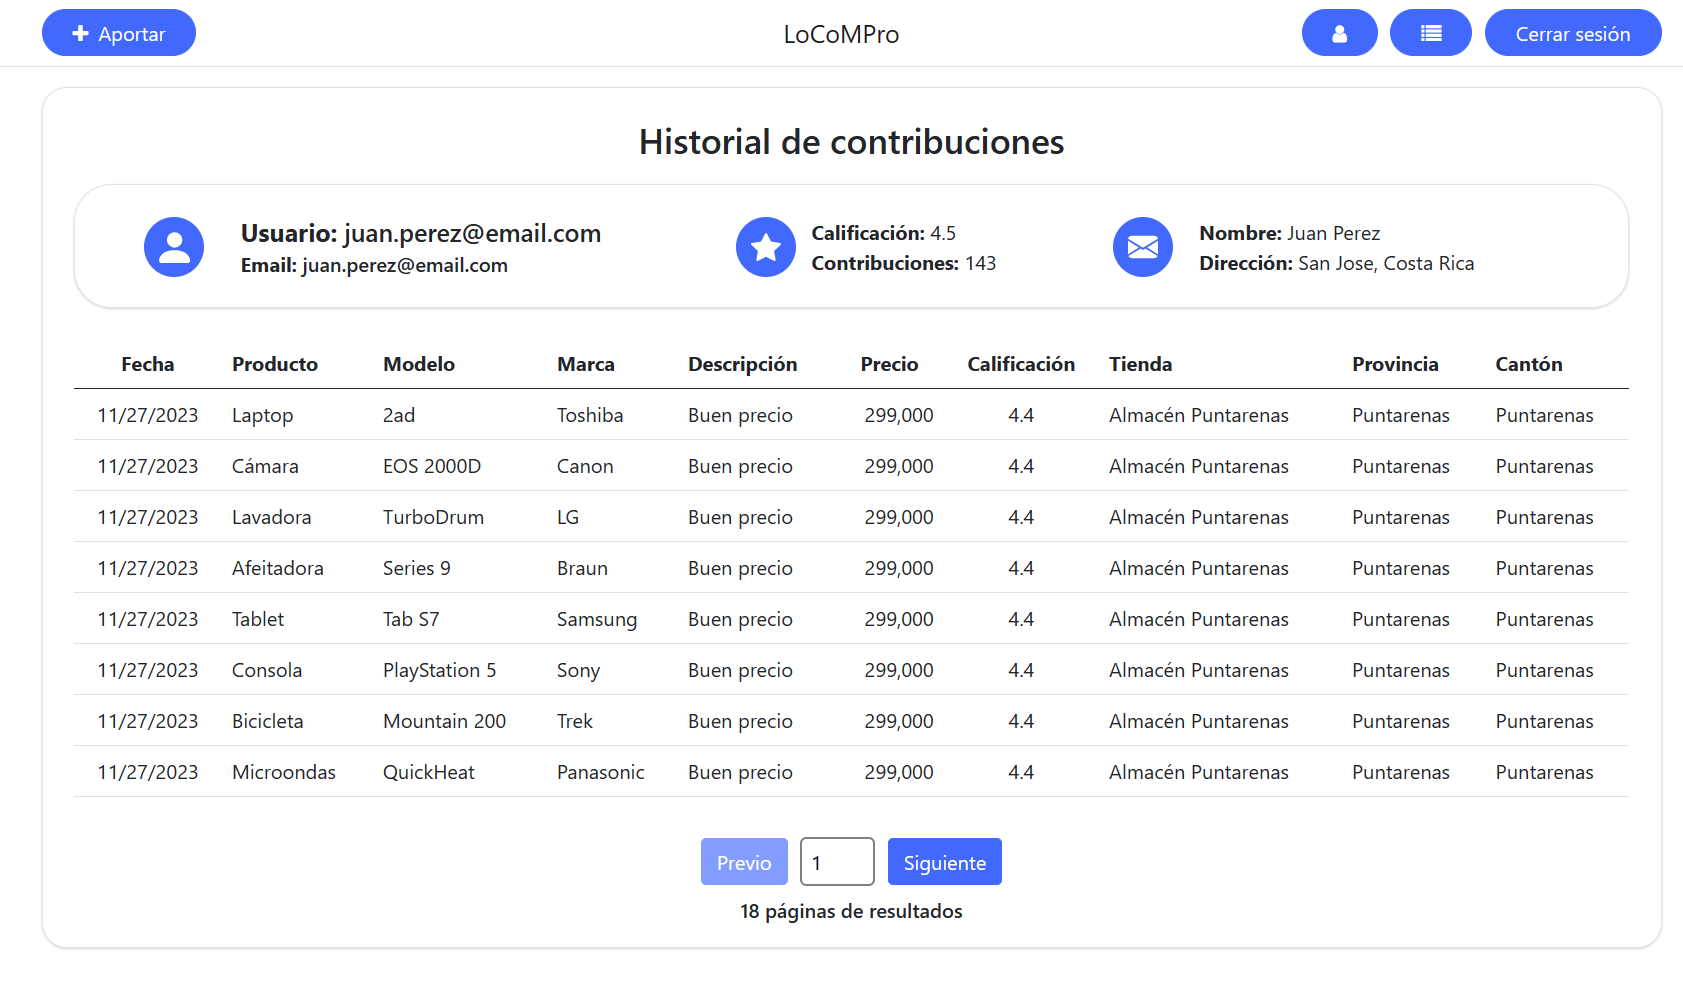 Aportar LoCoMPro Cerrar sesión
Historial de contribuciones
Usuario: juan.perez@email.com
Email: juan.perez@email.com
Calificación: 4.5
Contribuciones: 143
Nombre: Juan Perez
Dirección: San Jose, Costa Rica
Fecha Producto Modelo Marca Descripción Precio Calificación Tienda Provincia Cantón
11/27/2023 Laptop 2ad Toshiba Buen precio 299,000 4.4 Almacén Puntarenas Puntarenas Puntarenas
11/27/2023 Cámara EOS 2000D Canon Buen precio 299,000 4.4 Almacén Puntarenas Puntarenas Puntarenas
11/27/2023 Lavadora TurboDrum LG Buen precio 299,000 4.4 Almacén Puntarenas Puntarenas Puntarenas
11/27/2023 Afeitadora Series 9 Braun Buen precio 299,000 4.4 Almacén Puntarenas Puntarenas Puntarenas
11/27/2023 Tablet Tab S7 Samsung Buen precio 299,000 4.4 Almacén Puntarenas Puntarenas Puntarenas
11/27/2023 Consola PlayStation 5 Sony Buen precio 299,000 4.4 Almacén Puntarenas Puntarenas Puntarenas
11/27/2023 Bicicleta Mountain 200 Trek Buen precio 299,000 4.4 Almacén Puntarenas Puntarenas Puntarenas
11/27/2023 Microondas QuickHeat Panasonic Buen precio 299,000 4.4 Almacén Puntarenas Puntarenas Puntarenas
Previo 1 Siguiente
18 páginas de resultados